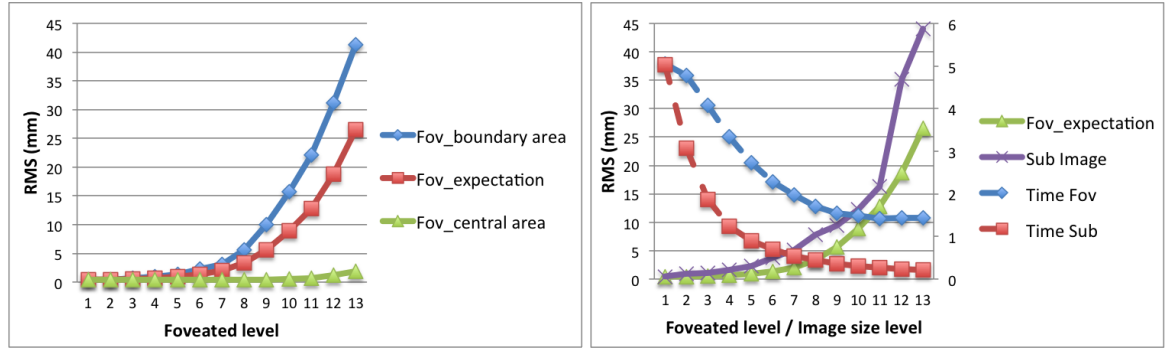 45
40
35
30
25
20
15
10
5
0
RMS (mm)
1 2 3 4 5 6 7 8 9 10 11 12 13
Foveated level
Fov_boundary area
Fov_expectation
Fov_central area
45
40
35
30
25
20
15
10
5
0
RMS (mm)
6
5
4
3
2
1
0
1 2 3 4 5 6 7 8 9 10 11 12 13
Foveated level / Image size level
Fov_expectation
Sub Image
Time Fov
Time Sub